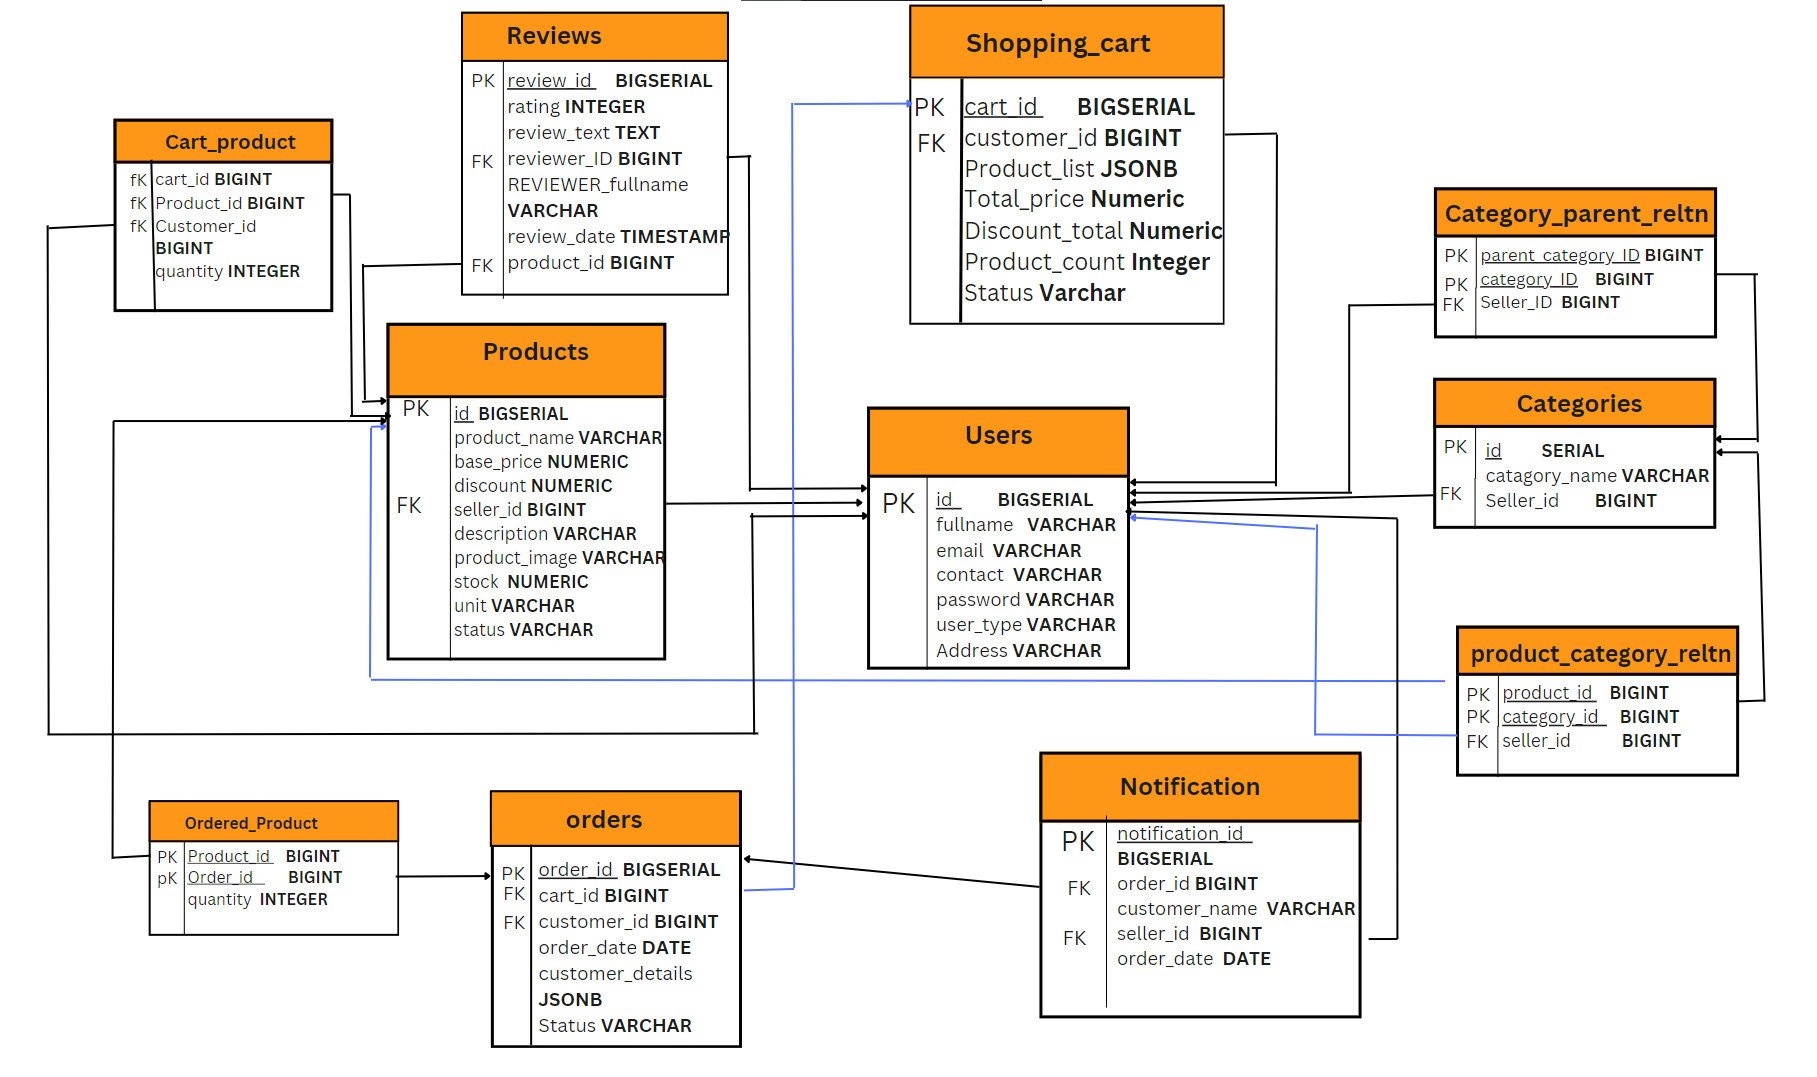 Reviews
PK review_id BIGSERIAL
rating INTEGER
review_text TEXT
FK reviewer_ID BIGINT
REVIEWER_fullname
VARCHAR
review_date TIMESTAMP
FK product_id BIGINT
Shopping_cart
PK cart_id BIGSERIAL
FK customer_id BIGINT
Product_list JSONB
Total_price Numeric
Discount_total Numeric
Product_count Integer
Status Varchar
Cart_product
fK cart_id BIGINT
fK Product_id BIGINT
fK Customer_id
BIGINT
quantity INTEGER
Category_parent_reltn
PK parent_category_ID BIGINT
PK category_ID BIGINT
FK Seller_ID BIGINT
Products
PK id BIGSERIAL
product_name VARCHAR
base_price NUMERIC
discount NUMERIC
FK seller_id BIGINT
description VARCHAR
product_image VARCHAR
stock NUMERIC
unit VARCHAR
status VARCHAR
Users
PK id BIGSERIAL
fullname VARCHAR
email VARCHAR
contact VARCHAR
password VARCHAR
user_type VARCHAR
Address VARCHAR
Categories
PK id SERIAL
catagory_name VARCHAR
FK Seller_id BIGINT
product_category_reltn
PK product_id BIGINT
PK category_id BIGINT
FK seller_id BIGINT
Ordered_Product
PK Product_id BIGINT
pK Order_id BIGINT
quantity INTEGER
orders
PK order_id BIGSERIAL
FK cart_id BIGINT
FK customer_id BIGINT
order_date DATE
customer_details
JSONB
Status VARCHAR
Notification
PK notification_id
BIGSERIAL
FK order_id BIGINT
customer_name VARCHAR
FK seller_id BIGINT
order_date DATE